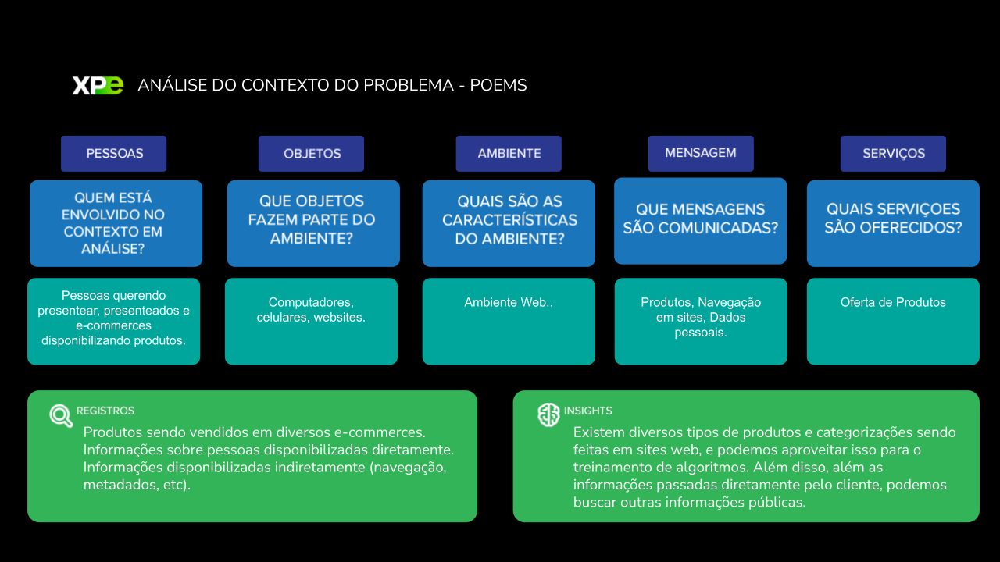 XPe ANÁLISE DO CONTEXTO DO PROBLEMA - POEMS
PESSOAS
OBJETOS
AMBIENTE
MENSAGEM
SERVIÇOS
QUEM ESTÁ
ENVOLVIDO NO
CONTEXTO EM
ANÁLISE?
QUE OBJETOS
FAZEM PARTE DO
AMBIENTE?
QUAIS SÃO AS
CARACTERÍSTICAS
DO AMBIENTE?
QUE MENSAGENS
SÃO COMUNICADAS?
QUAIS SERVIÇOES
SÃO OFERECIDOS?
Pessoas querendo
presentear, presenteados e
e-commerces
disponibilizando produtos.
Computadores,
celulares, websites.
Ambiente Web..
Produtos, Navegação
em sites, Dados
pessoais.
Oferta de Produtos
REGISTROS
Produtos sendo vendidos em diversos e-commerces.
Informações sobre pessoas disponibilizadas diretamente.
Informações disponibilizadas indiretamente (navegação,
metadados, etc).
INSIGHTS
Existem diversos tipos de produtos e categorizações sendo
feitas em sites web, e podemos aproveitar isso para o
treinamento de algoritmos. Além disso, além as
informações passadas diretamente pelo cliente, podemos
buscar outras informações públicas.